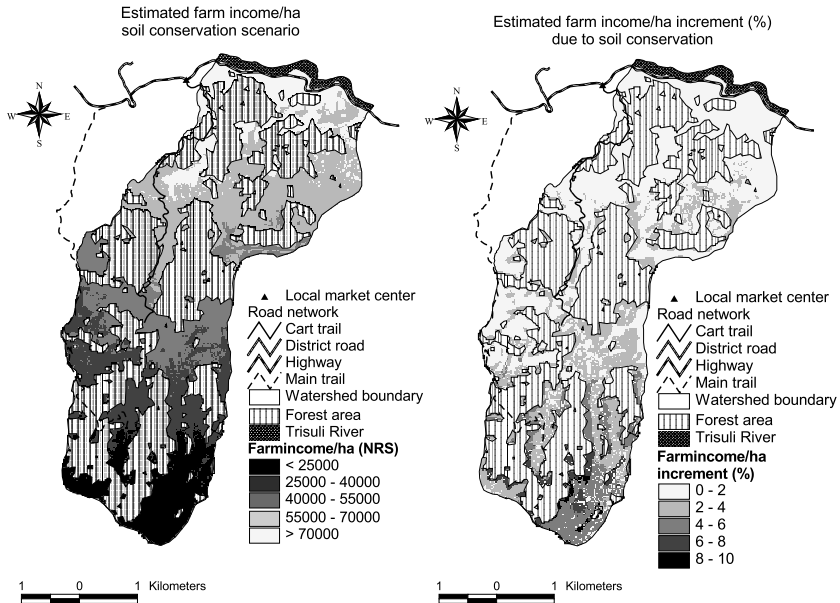 Estimated farm income/ha
soil conservation scenario
N
W
E
S
Local market center
Road network
Cart trail
District road
Highway
Main trail
Watershed boundary
Forest area
Trisuli River
Farmincome/ha (NRS)
< 25000
25000 - 40000
40000 - 55000
55000 - 70000
> 70000
1 0 1 Kilometers
Estimated farm income/ha increment (%)
due to soil conservation
N
W
E
S
Local market center
Road network
Cart trail
District road
Highway
Main trail
Watershed boundary
Forest area
Trisuli River
Farmincome/ha
increment (%)
0 - 2
2 - 4
4 - 6
6 - 8
8 - 10
1 0 1 Kilometers